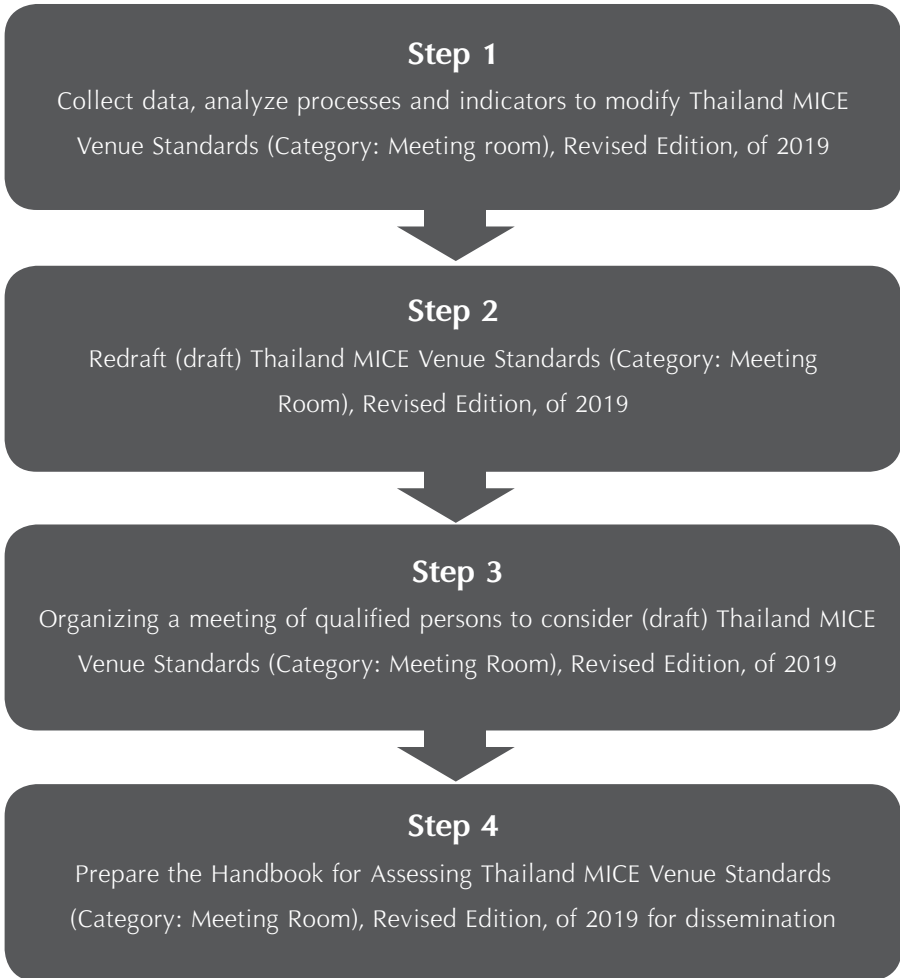 Step 1
Collect data, analyze processes and indicators to modify Thailand MICE
Venue Standards (Category: Meeting room), Revised Edition, of 2019
Step 2
Redraft (draft) Thailand MICE Venue Standards (Category: Meeting
Room), Revised Edition, of 2019
Step 3
Organizing a meeting of qualified persons to consider (draft) Thailand MICE
Venue Standards (Category: Meeting Room), Revised Edition, of 2019
Step 4
Prepare the Handbook for Assessing Thailand MICE Venue Standards
(Category: Meeting Room), Revised Edition, of 2019 for dissemination